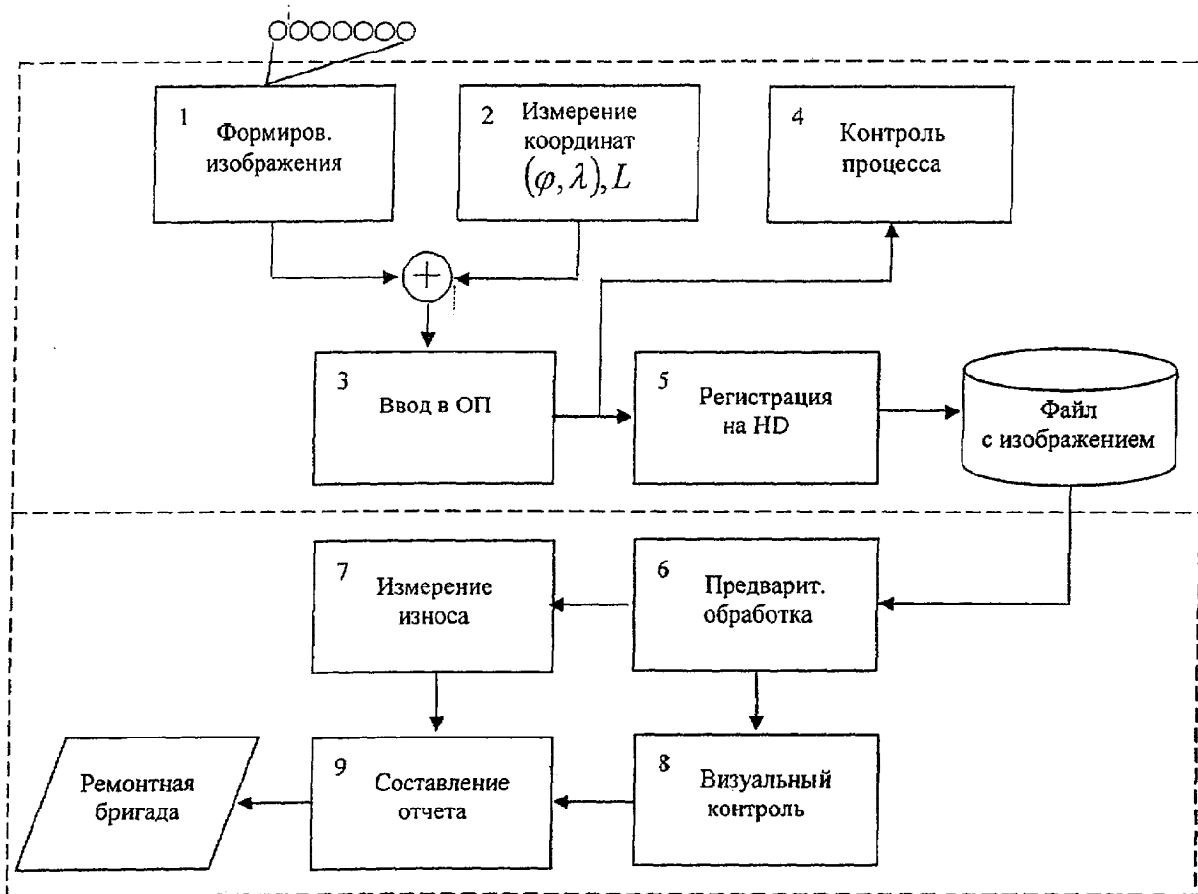 1
Формиров.
изображения
2
Измерение
координат
(φ, λ), L
4
Контроль
процесса
+
3
Ввод в ОП
5
Регистрация
на HD
Файл
с изображением
7
Измерение
износа
6
Предварит.
обработка
Ремонтная
бригада
9
Составление
отчета
8
Визуальный
контроль